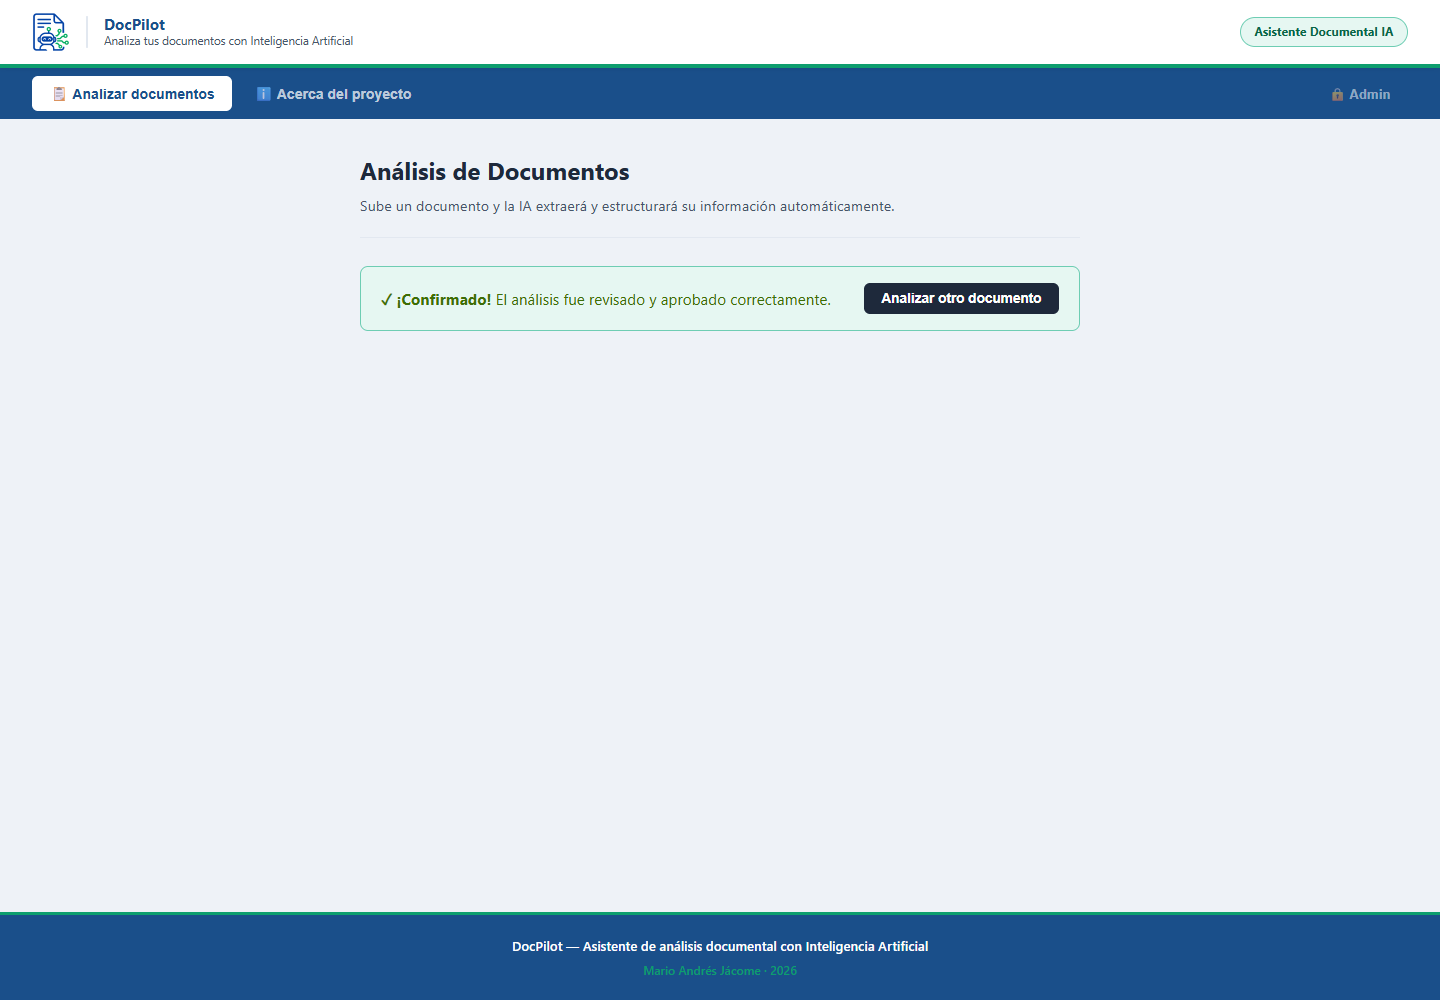 DocPilot
Analiza tus documentos con Inteligencia Artificial
Asistente Documental IA
Analizar documentos
Acerca del proyecto
Admin
Análisis de Documentos
Sube un documento y la IA extraerá y estructurará su información automáticamente.
✓ ¡Confirmado! El análisis fue revisado y aprobado correctamente.
Analizar otro documento
DocPilot — Asistente de análisis documental con Inteligencia Artificial
Mario Andrés Jácome · 2026